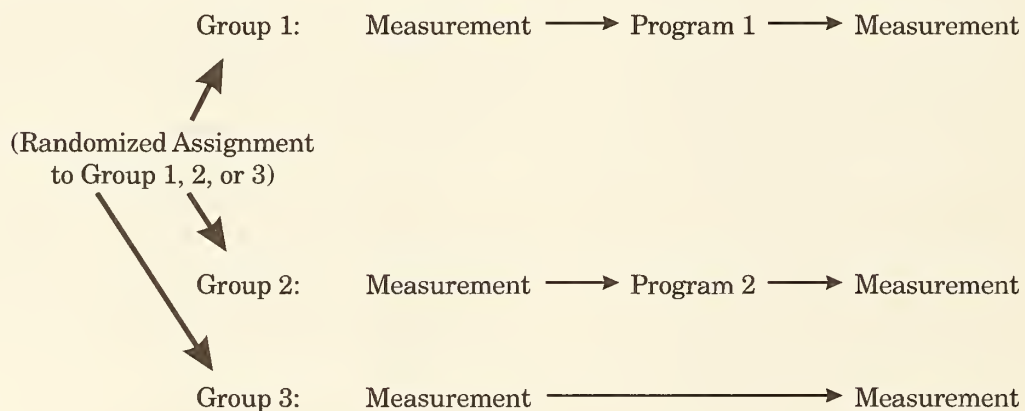 Group 1: Measurement Program 1 Measurement
(Randomized Assignment
to Group 1, 2, or 3)
Group 2: Measurement Program 2 Measurement
Group 3: Measurement Measurement